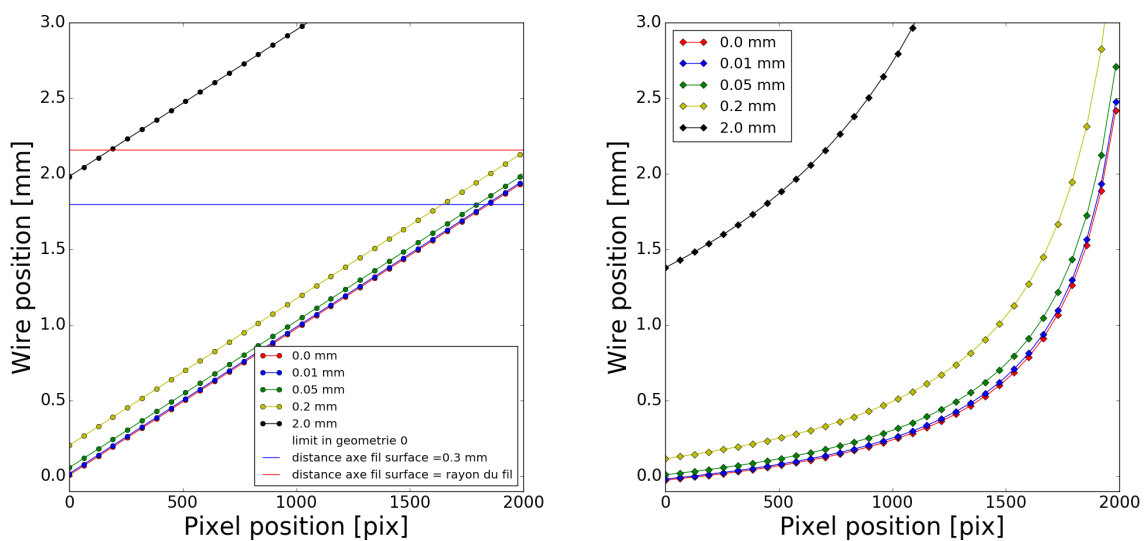 3.0
2.5
2.0
1.5
1.0
0.5
0.0
Wire position [mm]
0.0 mm
0.01 mm
0.05 mm
0.2 mm
2.0 mm
limit in geometrie 0
distance axe fil surface =0.3 mm
distance axe fil surface = rayon du fil
0 500 1000 1500 2000
Pixel position [pix]
3.0
2.5
2.0
1.5
1.0
0.5
0.0
Wire position [mm]
0.0 mm
0.01 mm
0.05 mm
0.2 mm
2.0 mm
0 500 1000 1500 2000
Pixel position [pix]